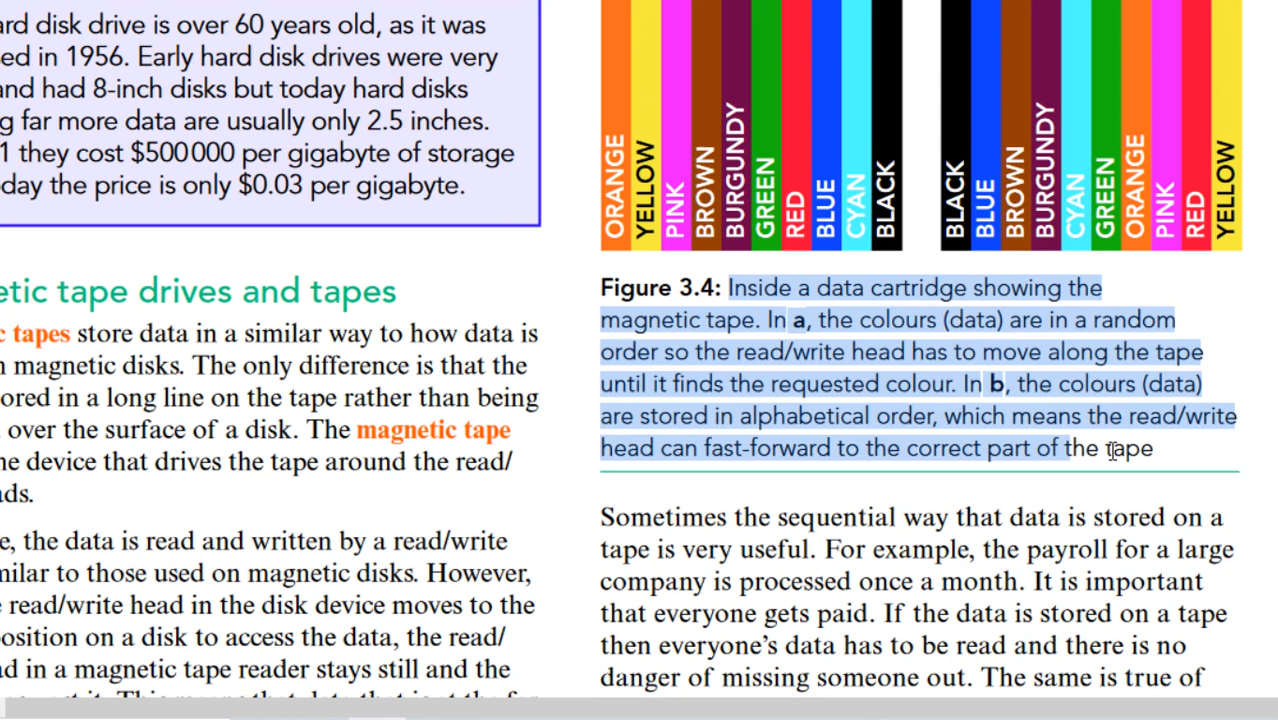 ard disk drive is over 60 years old, as it was
ed in 1956. Early hard disk drives were very
and had 8-inch disks but today hard disks
g far more data are usually only 2.5 inches.
1 they cost $500000 per gigabyte of storage
day the price is only $0.03 per gigabyte.
etic tape drives and tapes
c tapes store data in a similar way to how data is
n magnetic disks. The only difference is that the
ored in a long line on the tape rather than being
over the surface of a disk. The magnetic tape
ne device that drives the tape around the read/
ads.
e, the data is read and written by a read/write
milar to those used on magnetic disks. However,
e read/write head in the disk device moves to the
position on a disk to access the data, the read/
ad in a magnetic tape reader stays still and the
ORANGE
YELLOW
PINK
BROWN
BURGUNDY
GREEN
RED
BLUE
CYAN
BLACK
BLACK
BLUE
BROWN
BURGUNDY
CYAN
GREEN
ORANGE
PINK
RED
YELLOW
Figure 3.4: Inside a data cartridge showing the
magnetic tape. In a, the colours (data) are in a random
order so the read/write head has to move along the tape
until it finds the requested colour. In b, the colours (data)
are stored in alphabetical order, which means the read/write
head can fast-forward to the correct part of the tape
Sometimes the sequential way that data is stored on a
tape is very useful. For example, the payroll for a large
company is processed once a month. It is important
that everyone gets paid. If the data is stored on a tape
then everyone's data has to be read and there is no
danger of missing someone out. The same is true of